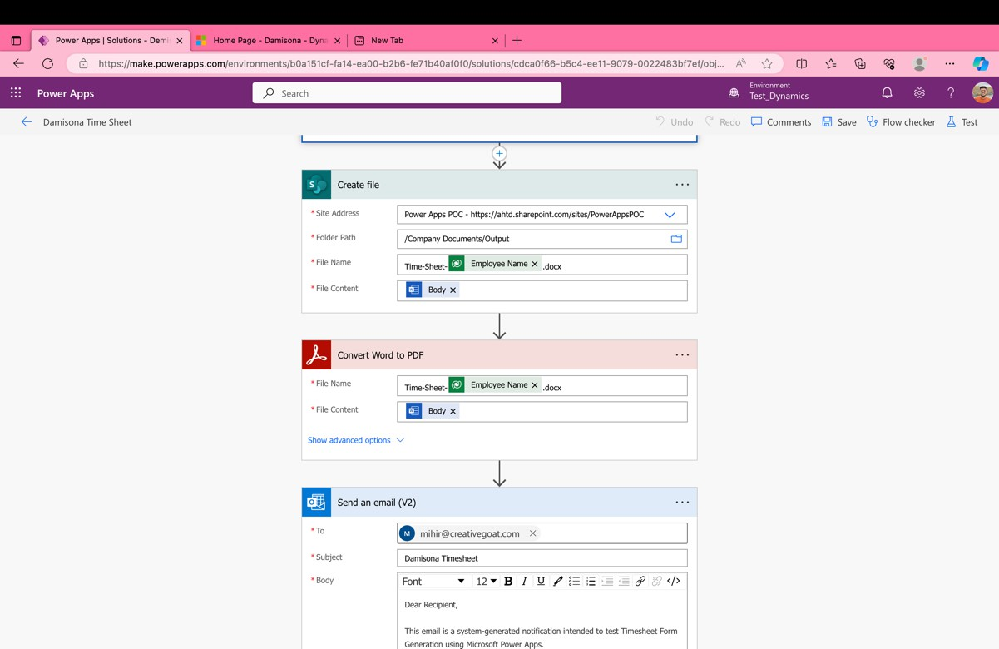 Power Apps | Solutions - Demi
Home Page - Damisona - Dyna
New Tab
https://make.powerapps.com/environments/b0a151cf-fa14-ea00-b2b6-fe71b40af0f0/solutions/cdca0f66-b5c4-ee11-9079-0022483bf7ef/obj...
Power Apps
Search
Environment
Test_Dynamics
Damisona Time Sheet
Undo
Redo
Comments
Save
Flow checker
Test
S
Create file
* Site Address
Power Apps POC - https://ahtd.sharepoint.com/sites/PowerAppsPOC
* Folder Path
/Company Documents/Output
* File Name
Time-Sheet- Employee Name .docx
* File Content
Body
Convert Word to PDF
* File Name
Time-Sheet- Employee Name .docx
* File Content
Body
Show advanced options
Send an email (V2)
* To
M mihir@creativegoat.com
* Subject
Damisona Timesheet
* Body
Font 12 B I U </>
Dear Recipient,
This email is a system-generated notification intended to test Timesheet Form
Generation using Microsoft Power Apps.